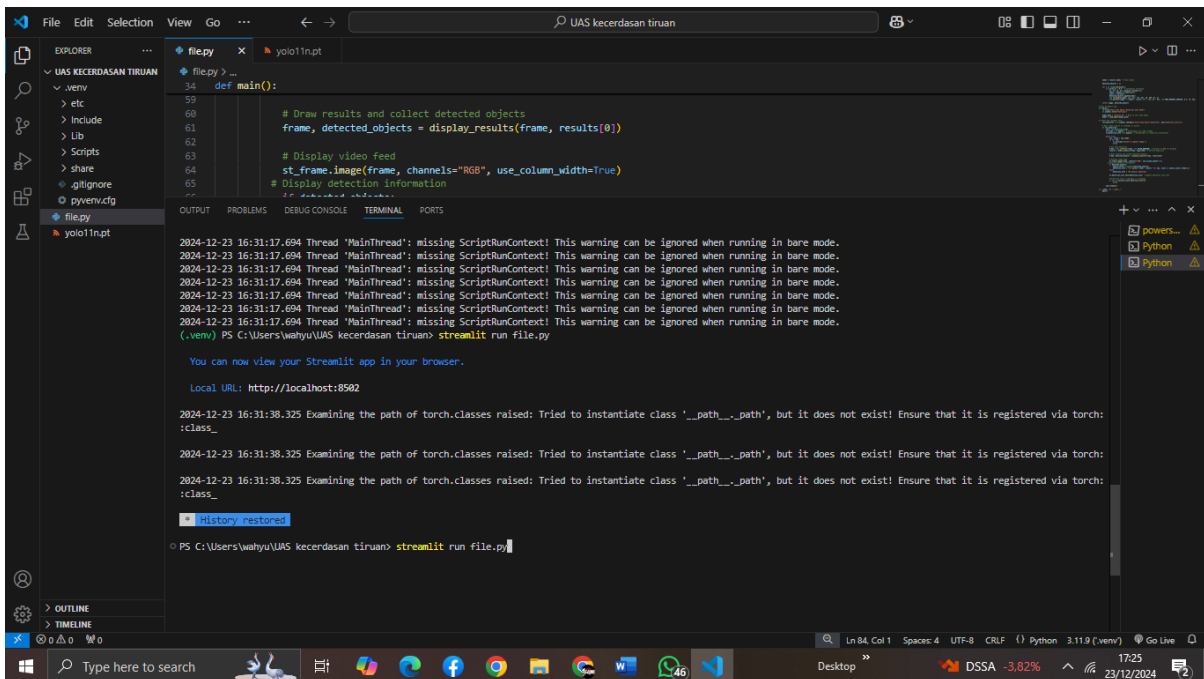 File Edit Selection View Go ··· UAS kecerdasan tiruan
EXPLORER ···
UAS KECERDASAN TIRUAN
.venv
etc
Include
Lib
Scripts
share
.gitignore
pyvenv.cfg
file.py
yolo11n.pt
OUTLINE
TIMELINE
file.py yolo11n.pt
file.py > ...
34 def main():
59
60 # Draw results and collect detected objects
61 frame, detected_objects = display_results(frame, results[0])
62
63 # Display video feed
64 st_frame.image(frame, channels="RGB", use_column_width=True)
65 # Display detection information
OUTPUT PROBLEMS DEBUG CONSOLE TERMINAL PORTS
2024-12-23 16:31:17.694 Thread 'MainThread': missing ScriptRunContext! This warning can be ignored when running in bare mode.
2024-12-23 16:31:17.694 Thread 'MainThread': missing ScriptRunContext! This warning can be ignored when running in bare mode.
2024-12-23 16:31:17.694 Thread 'MainThread': missing ScriptRunContext! This warning can be ignored when running in bare mode.
2024-12-23 16:31:17.694 Thread 'MainThread': missing ScriptRunContext! This warning can be ignored when running in bare mode.
2024-12-23 16:31:17.694 Thread 'MainThread': missing ScriptRunContext! This warning can be ignored when running in bare mode.
2024-12-23 16:31:17.694 Thread 'MainThread': missing ScriptRunContext! This warning can be ignored when running in bare mode.
2024-12-23 16:31:17.694 Thread 'MainThread': missing ScriptRunContext! This warning can be ignored when running in bare mode.
(.venv) PS C:\Users\wahyu\UAS kecerdasan tiruan> streamlit run file.py
You can now view your Streamlit app in your browser.
Local URL: http://localhost:8502
2024-12-23 16:31:38.325 Examining the path of torch.classes raised: Tried to instantiate class '__path__._path', but it does not exist! Ensure that it is registered via torch:
:class_
2024-12-23 16:31:38.325 Examining the path of torch.classes raised: Tried to instantiate class '__path__._path', but it does not exist! Ensure that it is registered via torch:
2024-12-23 16:31:38.325 Examining the path of torch.classes raised: Tried to instantiate class '__path__._path', but it does not exist! Ensure that it is registered via torch:
:class_
* History restored
PS C:\Users\wahyu\UAS kecerdasan tiruan> streamlit run file.py
powers...
Python
Python
0 0 0 Ln 84, Col 1 Spaces: 4 UTF-8 CRLF {} Python 3.11.9 ('.venv') Go Live
Type here to search 46 Desktop DSSA -3,82% 17:25
23/12/2024 2